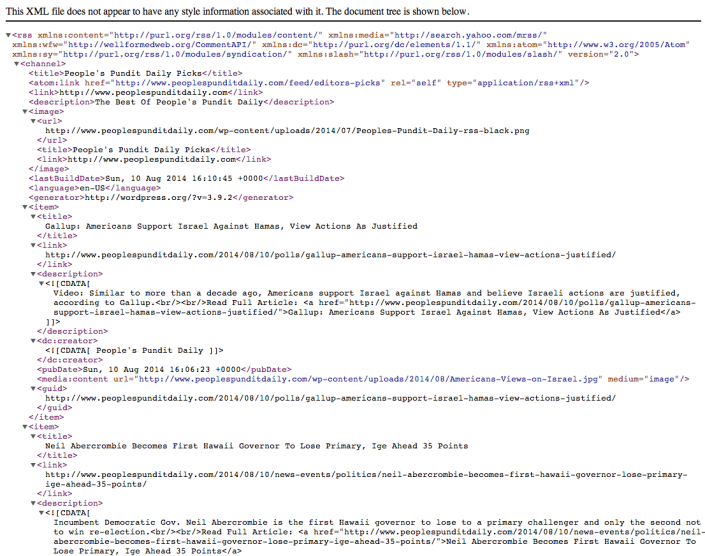 This XML file does not appear to have any style information associated with it. The document tree is shown below.
▼<rss xmlns:content="http://purl.org/rss/1.0/modules/content/" xmlns:media="http://search.yahoo.com/mrss/"
xmlns:wfw="http://wellformedweb.org/CommentAPI/" xmlns:dc="http://purl.org/dc/elements/1.1/" xmlns:atom="http://www.w3.org/2005/Atom"
xmlns:sy="http://purl.org/rss/1.0/modules/syndication/" xmlns:slash="http://purl.org/rss/1.0/modules/slash/" version="2.0">
▼<channel>
<title>People's Pundit Daily Picks</title>
<atom:link href="http://www.peoplespunditdaily.com/feed/editors-picks" rel="self" type="application/rss+xml"/>
<link>http://www.peoplespunditdaily.com</link>
<description>The Best Of People's Pundit Daily</description>
▼<image>
▼<url>
http://www.peoplespunditdaily.com/wp-content/uploads/2014/07/Peoples-Pundit-Daily-rss-black.png
</url>
<title>People's Pundit Daily Picks</title>
<link>http://www.peoplespunditdaily.com</link>
</image>
<lastBuildDate>Sun, 10 Aug 2014 16:10:45 +0000</lastBuildDate>
<language>en-US</language>
<generator>http://wordpress.org/?v=3.9.2</generator>
▼<item>
▼<title>
Gallup: Americans Support Israel Against Hamas, View Actions As Justified
</title>
▼<link>
http://www.peoplespunditdaily.com/2014/08/10/polls/gallup-americans-support-israel-hamas-view-actions-justified/
</link>
▼<description>
▼<![CDATA[
Video: Similar to more than a decade ago, Americans support Israel against Hamas and believe Israeli actions are justified,
according to Gallup.<br/><br/>Read Full Article: <a href="http://www.peoplespunditdaily.com/2014/08/10/polls/gallup-americans-
support-israel-hamas-view-actions-justified/">Gallup: Americans Support Israel Against Hamas, View Actions As Justified</a>
]]>
</description>
▼<dc:creator>
<![CDATA[ People's Pundit Daily ]]>
</dc:creator>
<pubDate>Sun, 10 Aug 2014 16:06:23 +0000</pubDate>
<media:content url="http://www.peoplespunditdaily.com/wp-content/uploads/2014/08/Americans-Views-on-Israel.jpg" medium="image"/>
▼<guid>
http://www.peoplespunditdaily.com/2014/08/10/polls/gallup-americans-support-israel-hamas-view-actions-justified/
</guid>
</item>
▼<item>
▼<title>
Neil Abercrombie Becomes First Hawaii Governor To Lose Primary, Ige Ahead 35 Points
</title>
▼<link>
http://www.peoplespunditdaily.com/2014/08/10/news-events/politics/neil-abercrombie-becomes-first-hawaii-governor-lose-primary-
ige-ahead-35-points/
</link>
▼<description>
▼<![CDATA[
Incumbent Democratic Gov. Neil Abercrombie is the first Hawaii governor to lose to a primary challenger and only the second not
to win re-election.<br/><br/>Read Full Article: <a href="http://www.peoplespunditdaily.com/2014/08/10/news-events/politics/neil-
abercrombie-becomes-first-hawaii-governor-lose-primary-ige-ahead-35-points/">Neil Abercrombie Becomes First Hawaii Governor To
Lose Primary, Ige Ahead 35 Points</a>